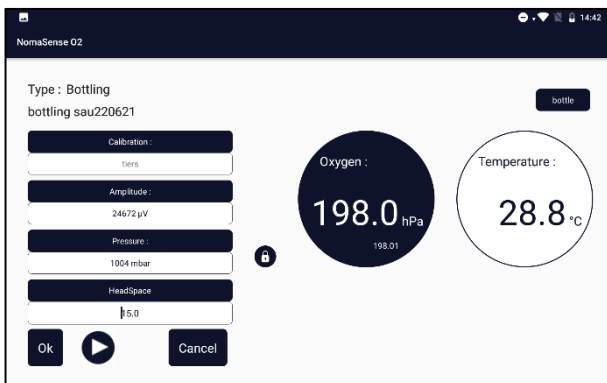 14:42
NomaSense O2
Type : Bottling
bottling sau220621
bottle
Calibration :
tiers
Amplitude :
24672 µV
Pressure :
1004 mbar
HeadSpace
15.0
Ok
Cancel
Oxygen :
198.0 hPa
198.01
Temperature :
28.8 °C